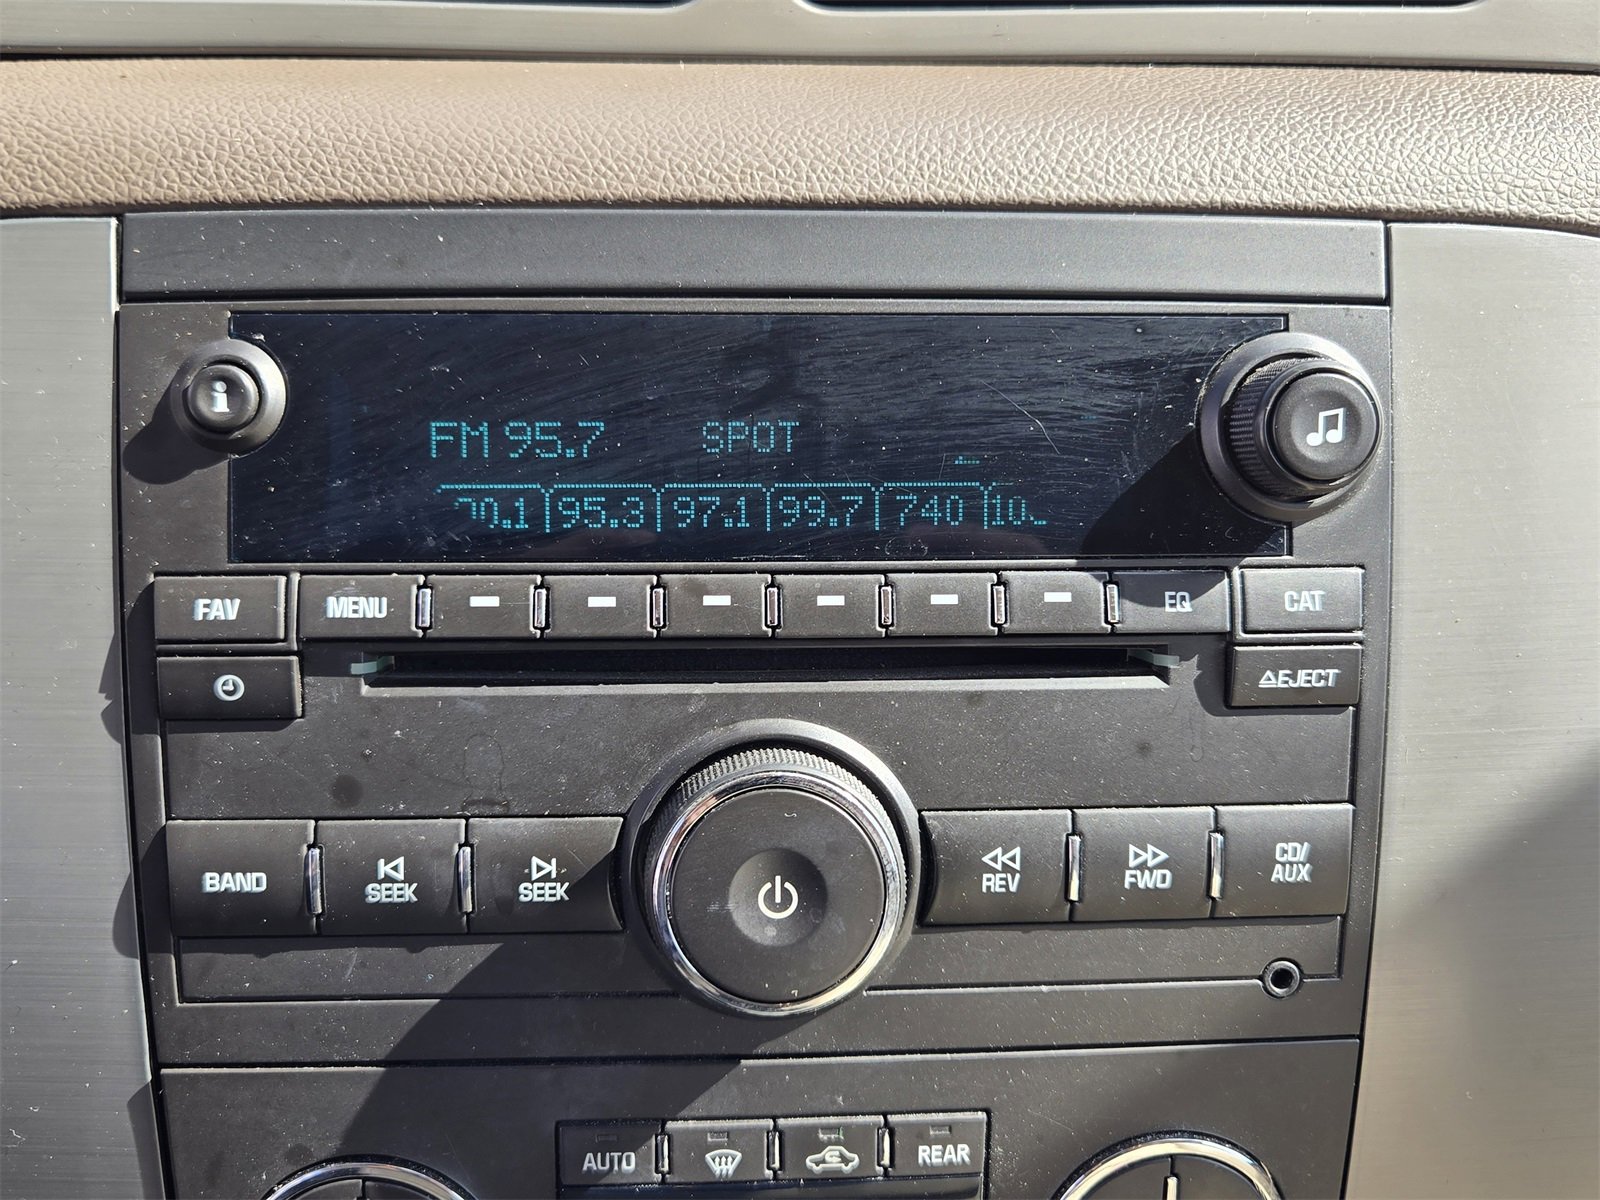 i
FM 95.7 SPOT
95.3 97.1 99.7 740
FAV MENU EQ CAT
EJECT
BAND SEEK SEEK REV FWD CD/
AUX
AUTO REAR